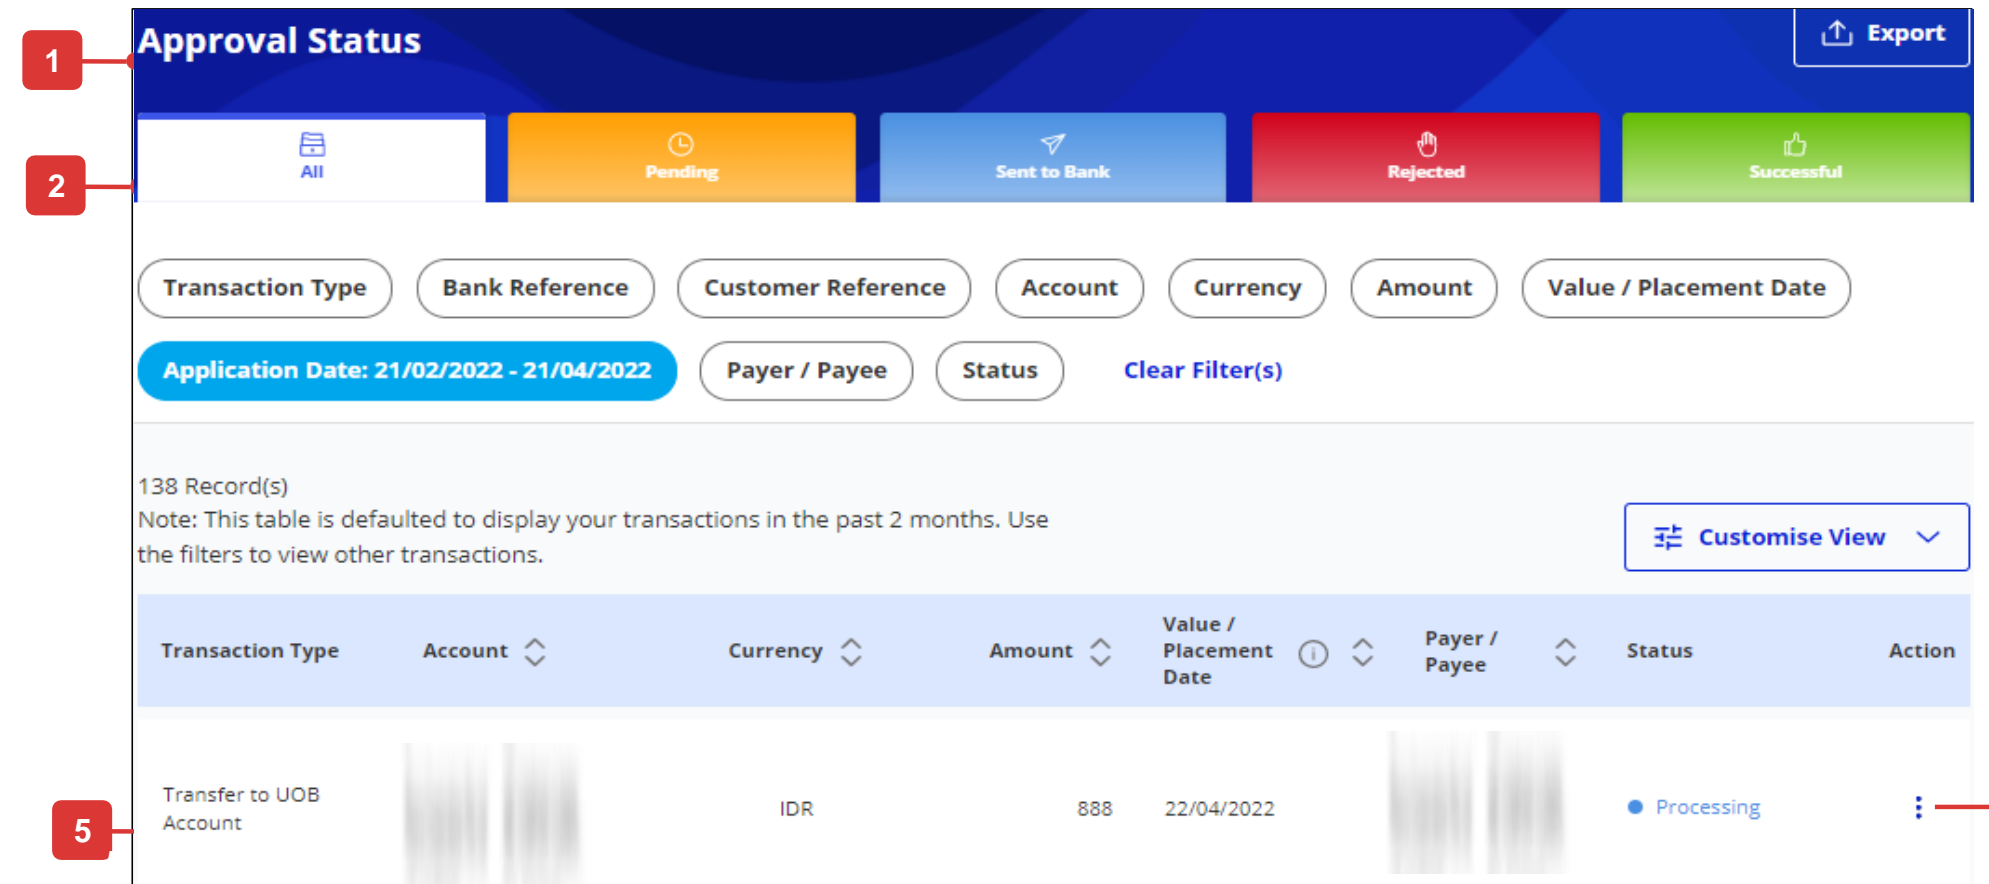 1
Approval Status
Export
2
All
Pending
Sent to Bank
Rejected
Successful
Transaction Type
Bank Reference
Customer Reference
Account
Currency
Amount
Value / Placement Date
Application Date: 21/02/2022 - 21/04/2022
Payer / Payee
Status
Clear Filter(s)
138 Record(s)
Note: This table is defaulted to display your transactions in the past 2 months. Use
the filters to view other transactions.
Customise View
Transaction Type
Account
Currency
Amount
Value /
Placement
Date
Payer /
Payee
Status
Action
5
Transfer to UOB
Account
IDR
888
22/04/2022
Processing